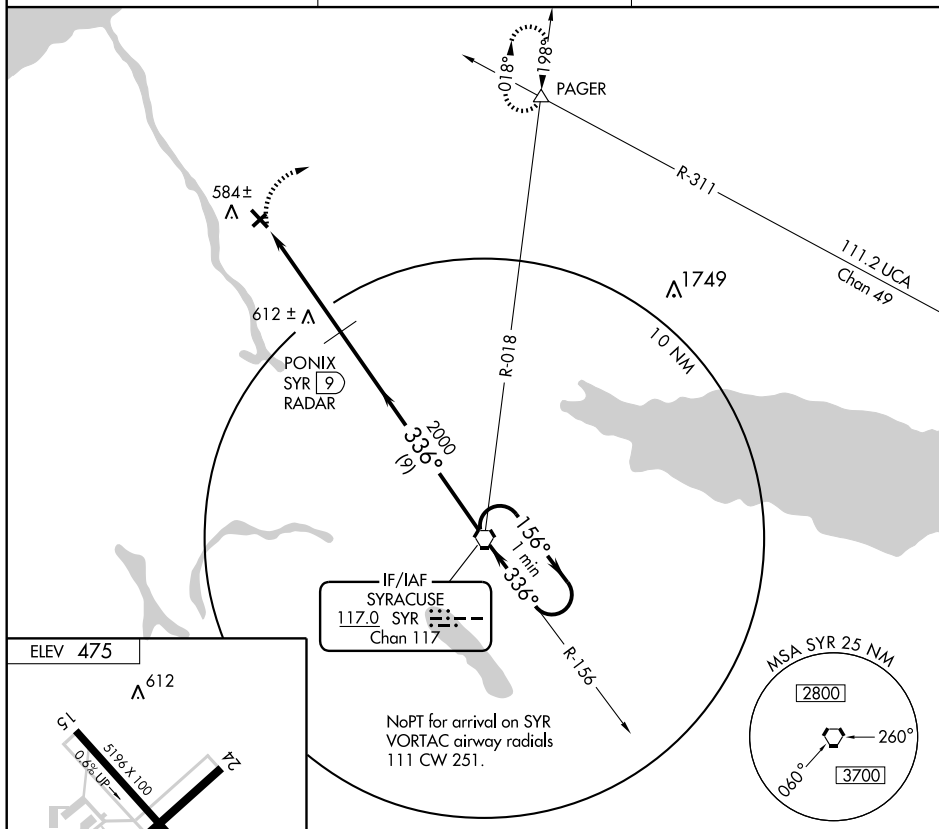 018°
198°
PAGER
R-311
111.2 UCA
Chan 49
584 ±
1749
612 ±
10 NM
R-018
PONIX
SYR 9
RADAR
2000
336°
(9)
156°
1 min
336°
IF/IAF
SYRACUSE
117.0 SYR
Chan 117
R-156
NoPT for arrival on SYR
VORTAC airway radials
111 CW 251.
MSA SYR 25 NM
2800
260°
060°
3700
ELEV 475
612
15
5196 X 100
0.6% UP
24